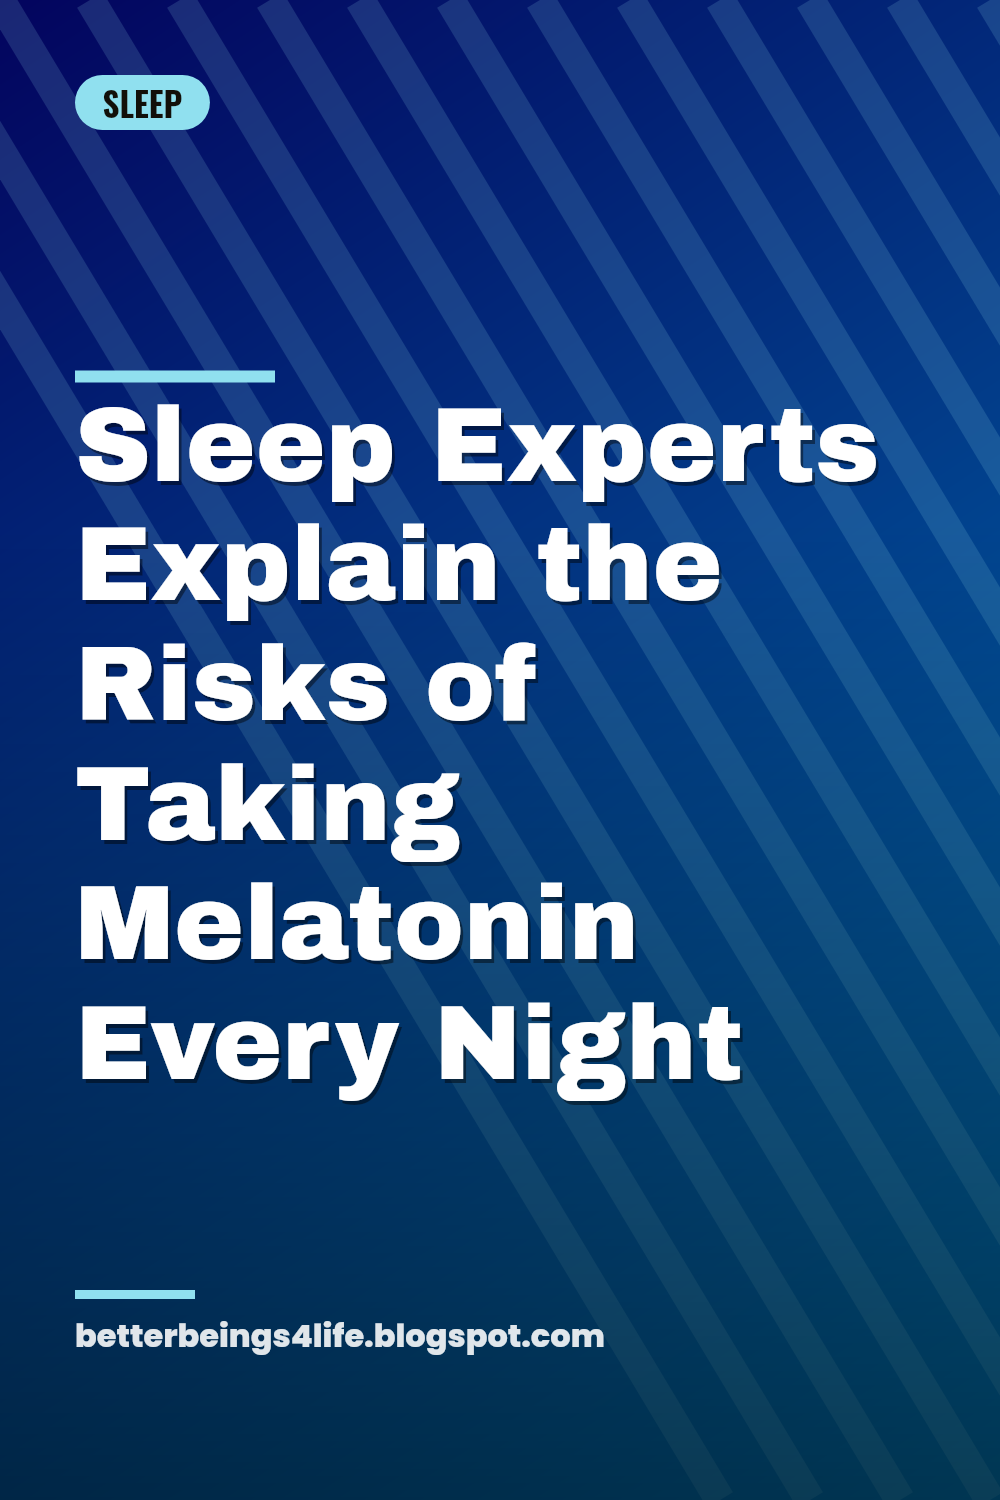 SLEEP
Sleep Experts
Explain the
Risks of
Taking
Melatonin
Every Night
betterbeings4life.blogspot.com